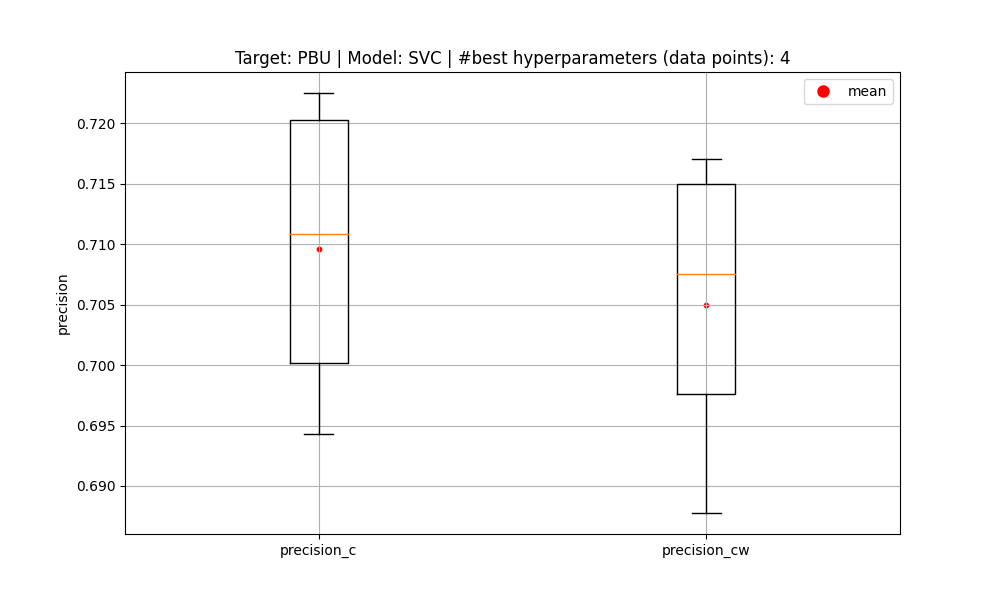 Target: PBU | Model: SVC | #best hyperparameters (data points): 4
mean
0.720
0.715
0.710
0.705
0.700
0.695
0.690
precision
precision_c
precision_cw